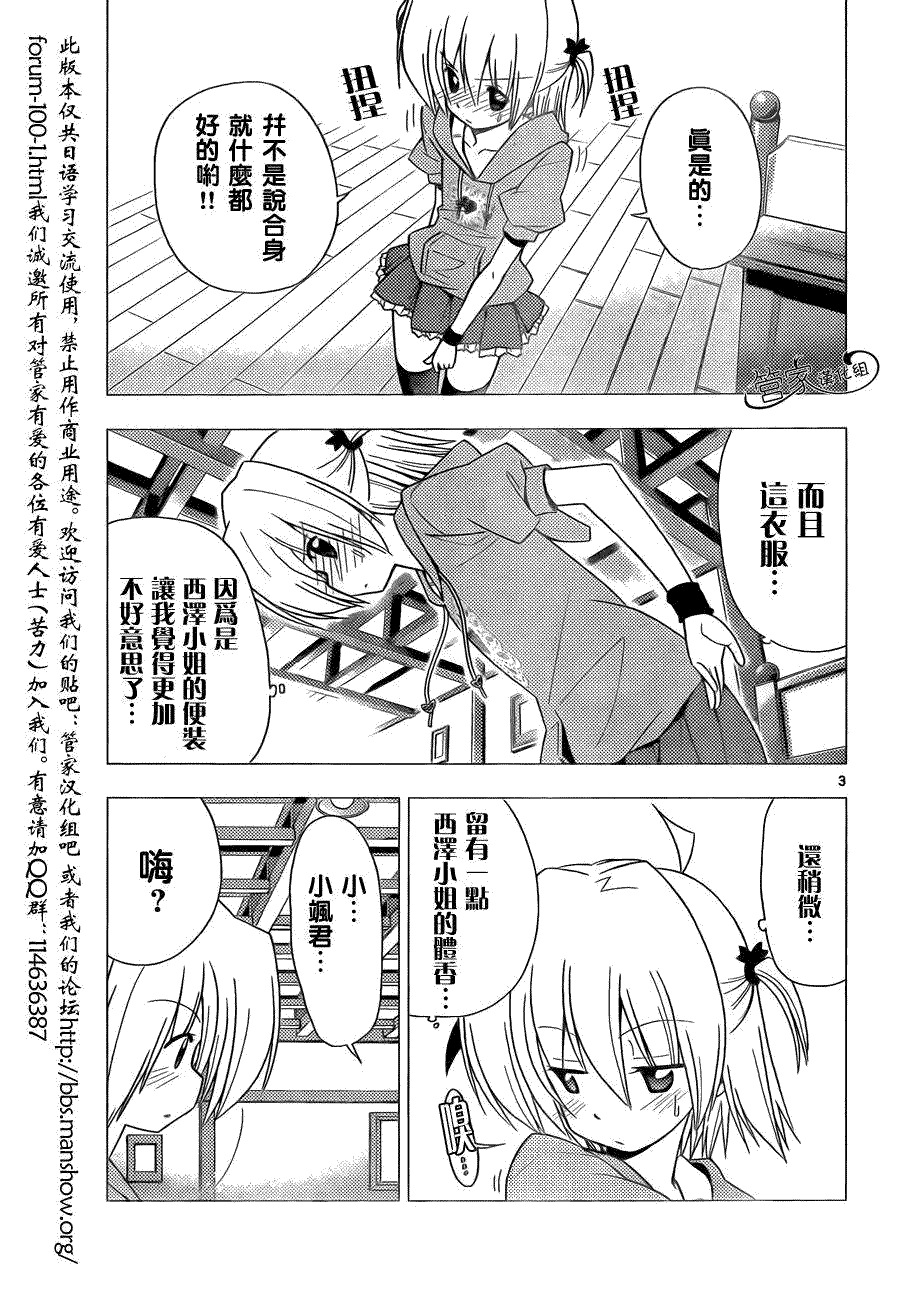 真是的…
扭捏
扭捏
幷不是說合身
就什麼都
好的喲!!
管家漢化組
而且
這衣服…
因爲是
西澤小姐的便裝
讓我覺得更加
不好意思了…
3
還稍微…
留有一點
西澤小姐的體香…
小…
小颯君…
嗨?
此版本仅共日语学习交流使用，禁止用作商业用途。欢迎访问我们的贴吧：管家汉化组吧 或者我们的论坛http://bbs.manshow.org/
forum-100-1.html我们诚邀所有对管家有爱的各位有爱人士(苦力)加入我们。有意请加QQ群：114636387